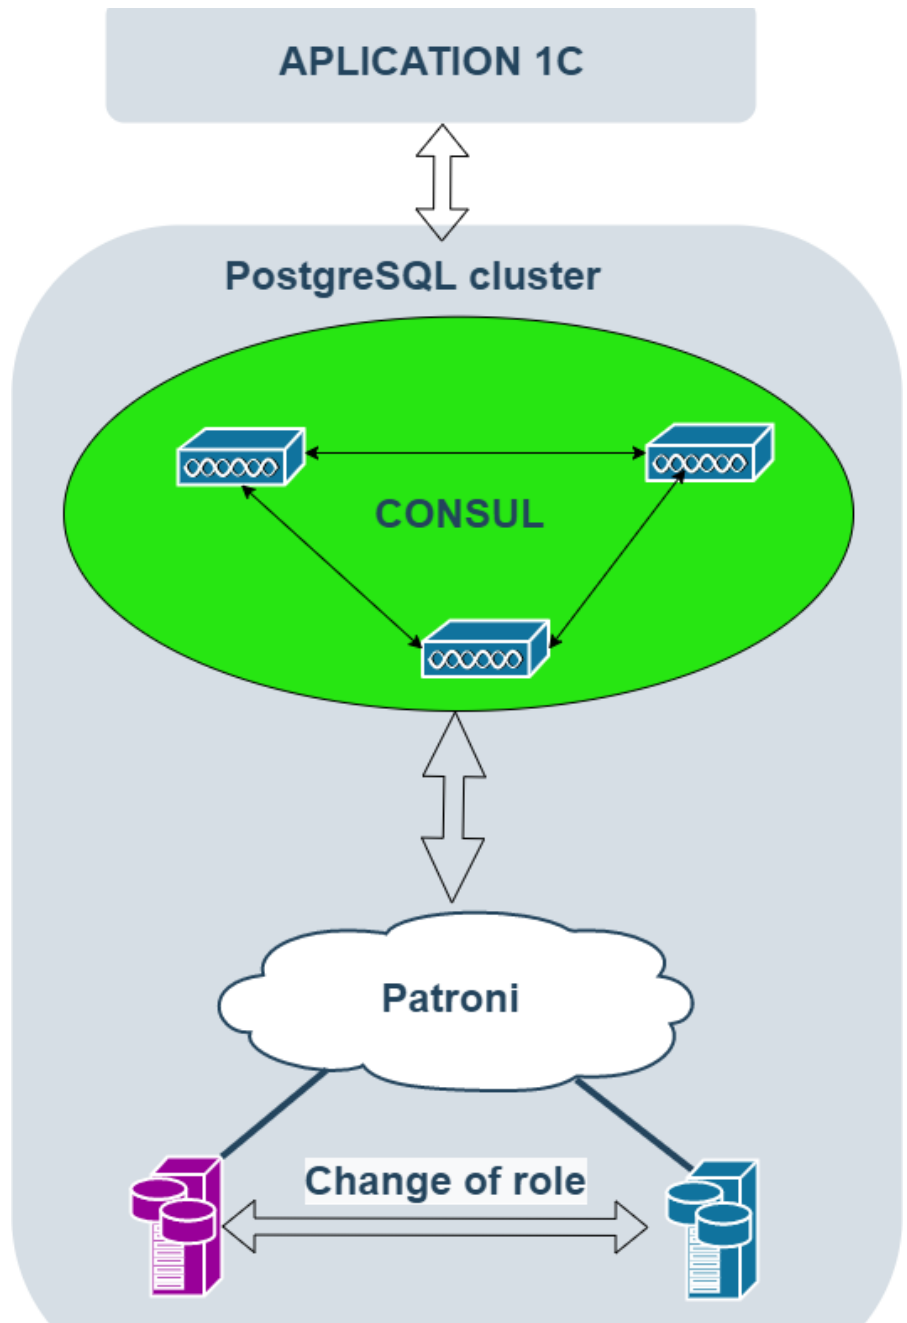 APLICATION 1C
PostgreSQL cluster
CONSUL
Patroni
Change of role